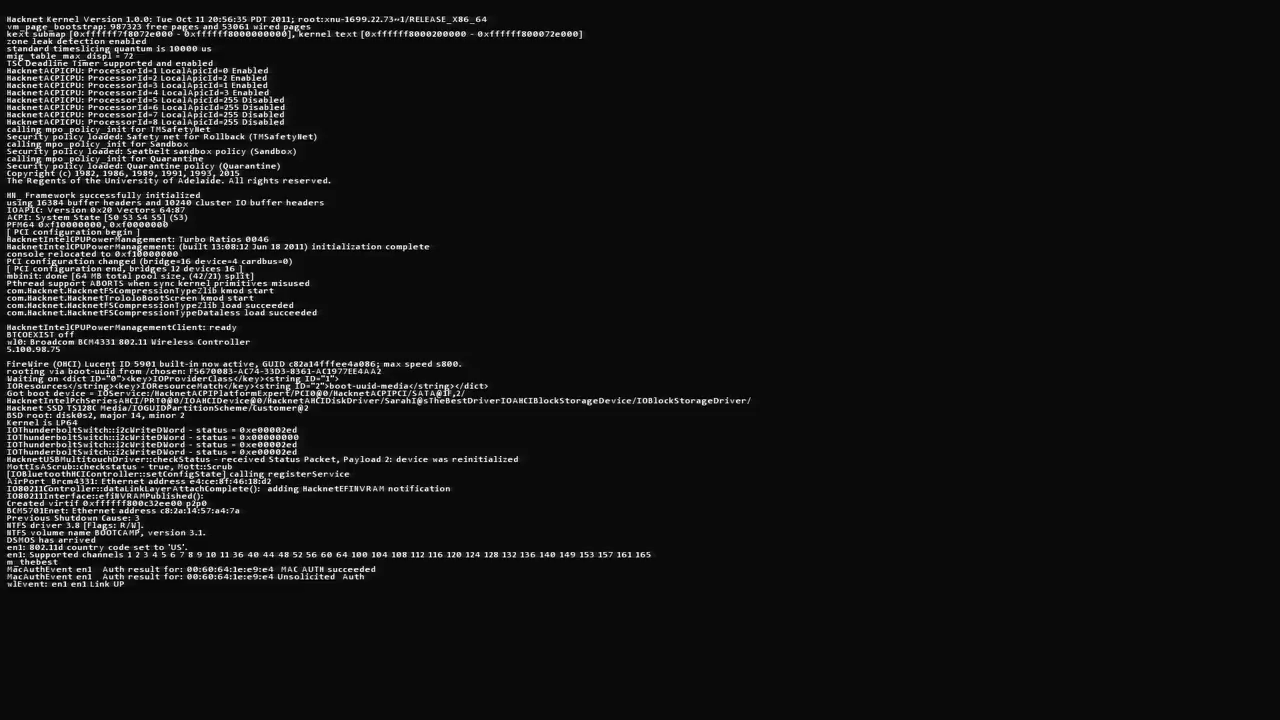 Hacknet Kernel Version 1.0.0: Tue Oct 11 20:56:35 PDT 2011; root:xnu-1699.22.73~1/RELEASE_X86_64
vm_page_bootstrap: 987323 free pages and 53061 wired pages
kext submap [0xffffff7f8072e000 - 0xffffff8000000000], kernel text [0xffffff8000200000 - 0xffffff800072e000]
zone leak detection enabled
standard timeslicing quantum is 10000 us
mig_table_max_displ = 72
TSC Deadline Timer supported and enabled
HacknetACPICPU: ProcessorId=1 LocalApicId=0 Enabled
HacknetACPICPU: ProcessorId=2 LocalApicId=2 Enabled
HacknetACPICPU: ProcessorId=3 LocalApicId=1 Enabled
HacknetACPICPU: ProcessorId=4 LocalApicId=3 Enabled
HacknetACPICPU: ProcessorId=5 LocalApicId=255 Disabled
HacknetACPICPU: ProcessorId=6 LocalApicId=255 Disabled
HacknetACPICPU: ProcessorId=7 LocalApicId=255 Disabled
HacknetACPICPU: ProcessorId=8 LocalApicId=255 Disabled
calling mpo_policy_init for TMSafetyNet
Security policy loaded: Safety net for Rollback (TMSafetyNet)
calling mpo_policy_init for Sandbox
Security policy loaded: Seatbelt sandbox policy (Sandbox)
calling mpo_policy_init for Quarantine
Security policy loaded: Quarantine policy (Quarantine)
Copyright (c) 1982, 1986, 1989, 1991, 1993, 2015
The Regents of the University of Adelaide. All rights reserved.
HN_ Framework successfully initialized
using 16384 buffer headers and 10240 cluster IO buffer headers
IOAPIC: Version 0x20 Vectors 64:87
ACPI: System State [S0 S3 S4 S5] (S3)
PFM64 0xf10000000, 0xf0000000
[ PCI configuration begin ]
HacknetIntelCPUPowerManagement: Turbo Ratios 0046
HacknetIntelCPUPowerManagement: (built 13:08:12 Jun 18 2011) initialization complete
console relocated to 0xf10000000
PCI configuration changed (bridge=16 device=4 cardbus=0)
[ PCI configuration end, bridges 12 devices 16 ]
mbinit: done [64 MB total pool size, (42/21) split]
Pthread support ABORTS when sync kernel primitives misused
com.Hacknet.HacknetFSCompressionTypeZlib kmod start
com.Hacknet.HacknetTrololoBootScreen kmod start
com.Hacknet.HacknetFSCompressionTypeZlib load succeeded
com.Hacknet.HacknetFSCompressionTypeDataless load succeeded
HacknetIntelCPUPowerManagementClient: ready
BTCOEXIST off
wl0: Broadcom BCM4331 802.11 Wireless Controller
5.100.98.75
FireWire (OHCI) Lucent ID 5901 built-in now active, GUID c82a14fffee4a086; max speed s800.
rooting via boot-uuid from /chosen: F5670083-AC74-33D3-8361-AC1977EE4AA2
Waiting on <dict ID="0"><key>IOProviderClass</key><string ID="1">
IOResources</string><key>IOResourceMatch</key><string ID="2">boot-uuid-media</string></dict>
Got boot device = IOService:/HacknetACPIPlatformExpert/PCI0@0/HacknetACPIPCI/SATA@1F,2/
HacknetIntelPchSeriesAHCI/PRT0@0/IOAHCIDevice@0/HacknetAHCIDiskDriver/SarahI@sTheBestDriverIOAHCIBlockStorageDevice/IOBlockStorageDriver/
Hacknet SSD TS128C Media/IOGUIDPartitionScheme/Customer@2
BSD root: disk0s2, major 14, minor 2
Kernel is LP64
IOThunderboltSwitch::i2cWriteDWord - status = 0xe00002ed
IOThunderboltSwitch::i2cWriteDWord - status = 0x00000000
IOThunderboltSwitch::i2cWriteDWord - status = 0xe00002ed
IOThunderboltSwitch::i2cWriteDWord - status = 0xe00002ed
HacknetUSBMultitouchDriver::checkStatus - received Status Packet, Payload 2: device was reinitialized
MottIsAScrub::checkstatus - true, Mott::Scrub
[IOBluetoothHCIController::setConfigState] calling registerService
AirPort_Brcm4331: Ethernet address e4:ce:8f:46:18:d2
IO80211Controller::dataLinkLayerAttachComplete():  adding HacknetEFINVRAM notification
IO80211Interface::efiNVRAMPublished():
Created virtif 0xffffff800c32ee00 p2p0
BCM5701Enet: Ethernet address c8:2a:14:57:a4:7a
Previous Shutdown Cause: 3
NTFS driver 3.8 [Flags: R/W].
NTFS volume name BOOTCAMP, version 3.1.
DSMOS has arrived
en1: 802.11d country code set to 'US'.
en1: Supported channels 1 2 3 4 5 6 7 8 9 10 11 36 40 44 48 52 56 60 64 100 104 108 112 116 120 124 128 132 136 140 149 153 157 161 165
m_thebest
MacAuthEvent en1   Auth result for: 00:60:64:1e:e9:e4  MAC AUTH succeeded
MacAuthEvent en1   Auth result for: 00:60:64:1e:e9:e4 Unsolicited  Auth
wlEvent: en1 en1 Link UP